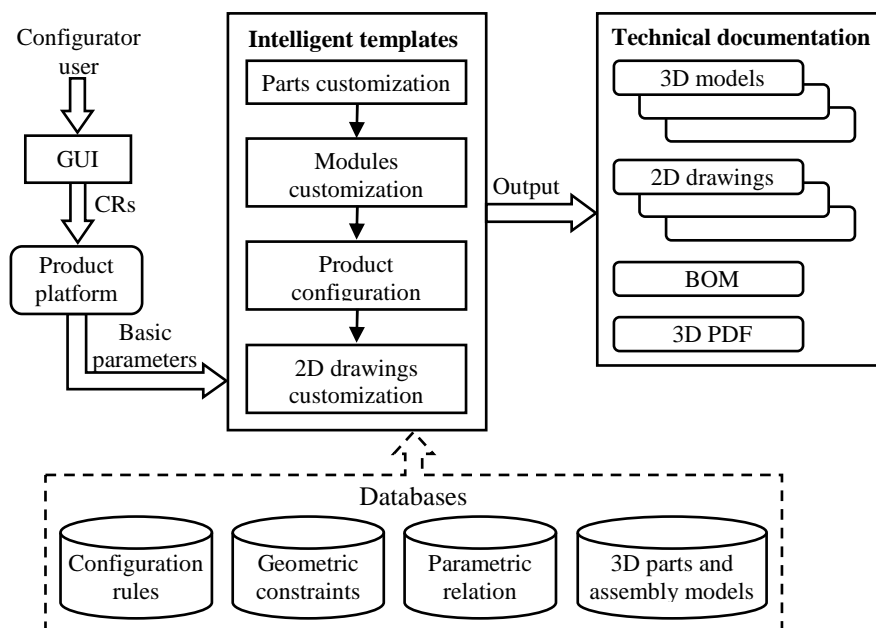 Configurator
user
GUI
CRs
Product
platform
Basic
parameters
Intelligent templates
Parts customization
Modules
customization
Product
configuration
2D drawings
customization
Output
Technical documentation
3D models
2D drawings
BOM
3D PDF
Databases
Configuration
rules
Geometric
constraints
Parametric
relation
3D parts and
assembly models